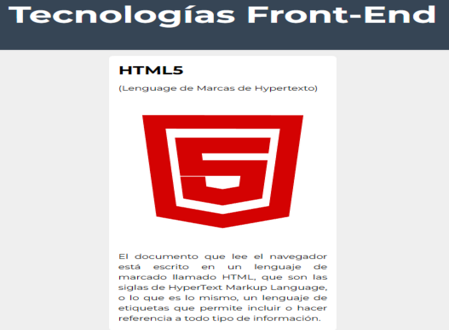 Tecnologías Front-End
HTML5
(Lenguage de Marcas de Hypertexto)
5
El documento que lee el navegador
está escrito en un lenguaje de
marcado llamado HTML, que son las
siglas de HyperText Markup Language,
o lo que es lo mismo, un lenguaje de
etiquetas que permite incluir o hacer
referencia a todo tipo de información.